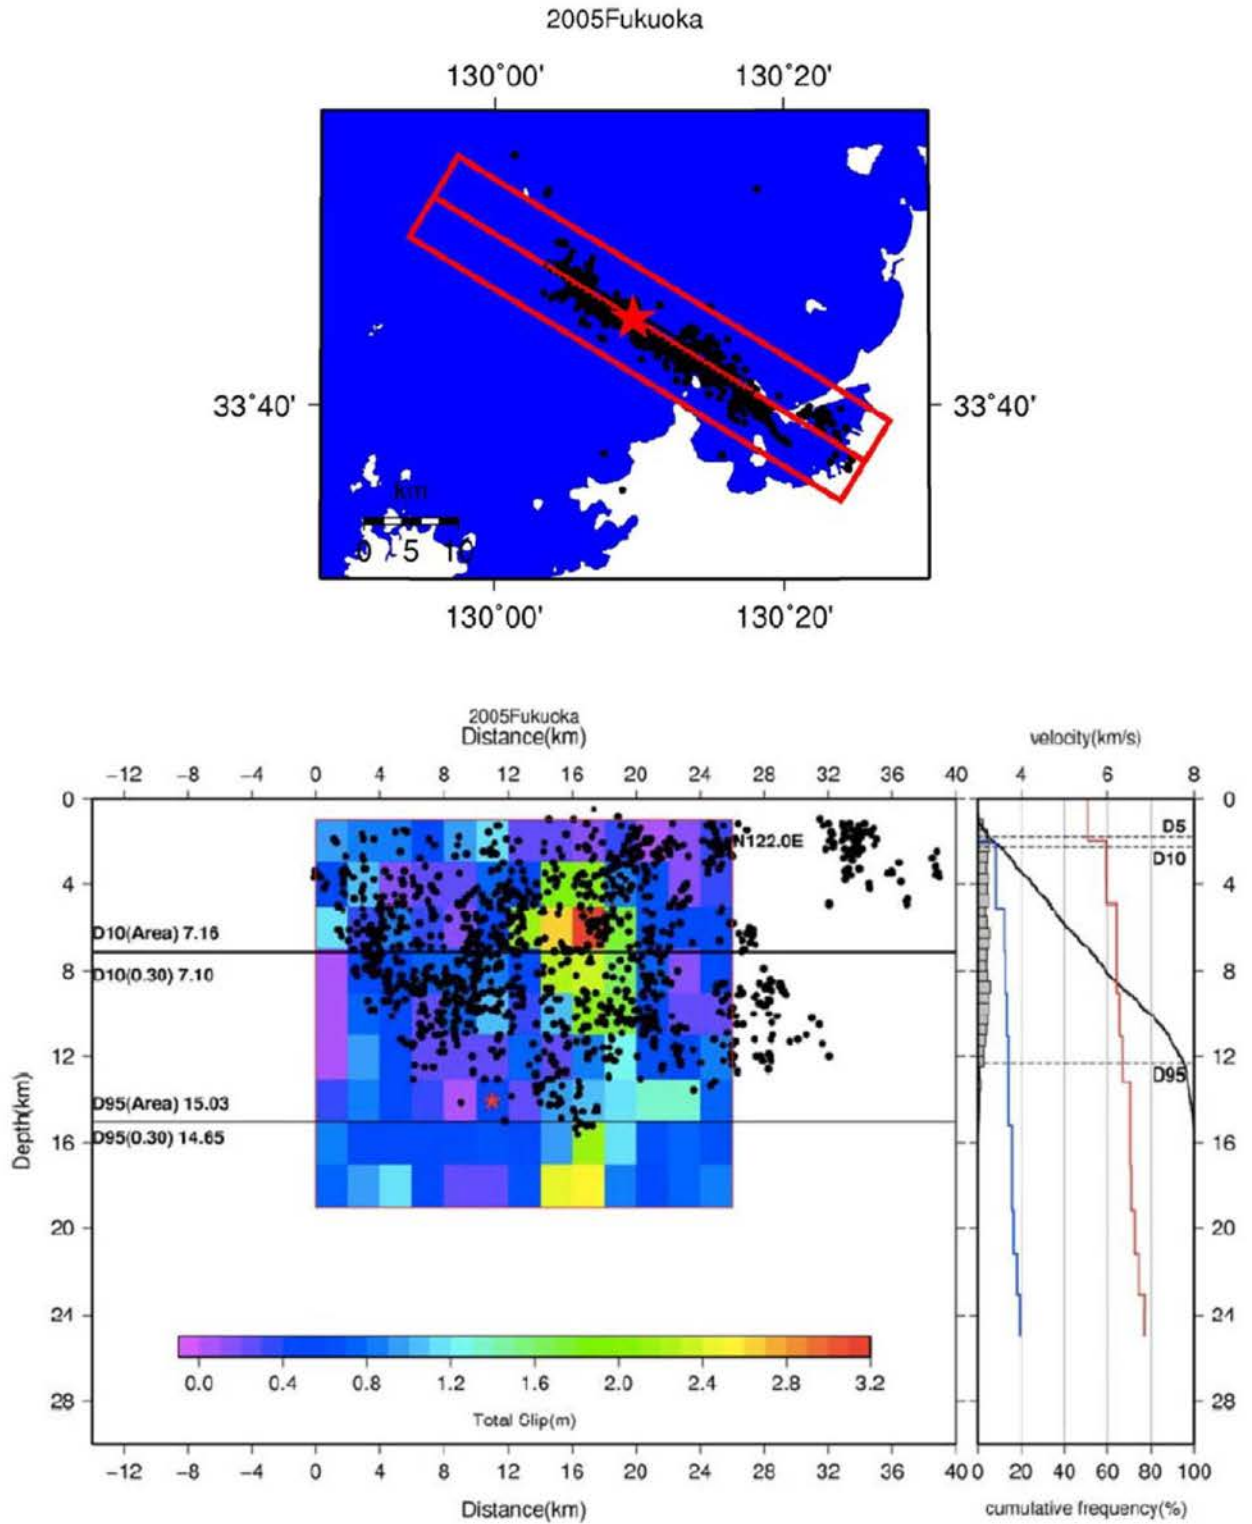 2005Fukuoka
130°00' 130°20'
33°40' 33°40'
km
0 5 10
130°00' 130°20'
2005Fukuoka
Distance(km) velocity(km/s)
−12 −8 −4 0 4 8 12 16 20 24 28 32 36 40 4 6 8
0 0
D5
N122.0E
D10
4 4
D10(Area) 7.16
8 8
D10(0.30) 7.10
12 12
D95
D95(Area) 15.03
D95(0.30) 14.65
16 16
Depth(km)
20 20
24 24
0.0 0.4 0.8 1.2 1.6 2.0 2.4 2.8 3.2
28 28
Total Slip(m)
−12 −8 −4 0 4 8 12 16 20 24 28 32 36 40 0 20 40 60 80 100
Distance(km) cumulative frequency(%)